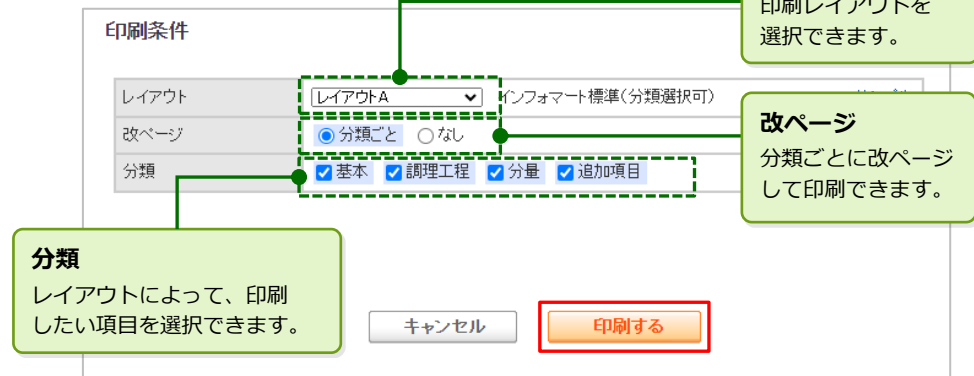 印刷レイアウトを
選択できます。
印刷条件
レイアウト レイアウトA インフォマート標準(分類選択可)
改ページ 分類ごと なし
分類 基本 調理工程 分量 追加項目
改ページ
分類ごとに改ページ
して印刷できます。
分類
レイアウトによって、印刷
したい項目を選択できます。
キャンセル 印刷する